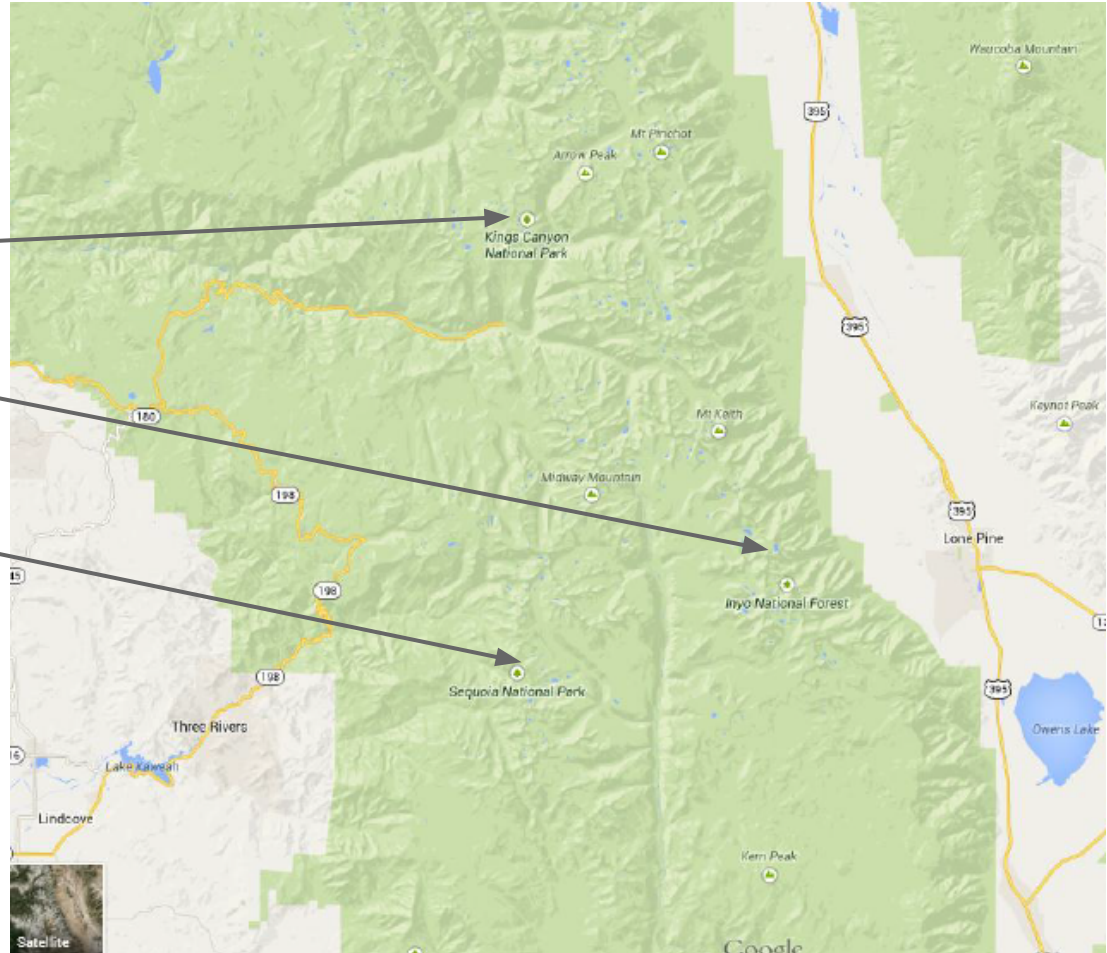 Waucoba Mountain
395
Mt Pinchot
Arrow Peak
Kings Canyon
National Park
395
180
Mt Keith
Keynot Peak
Midway Mountain
198
395
Lone Pine
45
198
Inyo National Forest
198
Sequoia National Park
395
Three Rivers
Owens Lake
Lake Kaweah
Lindcove
Kern Peak
Satellite
Google